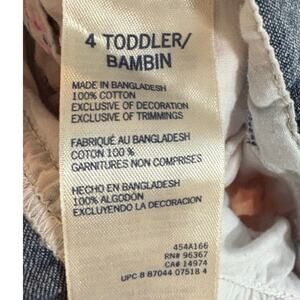 4 TODDLER/
BAMBIN
MADE IN BANGLADESH
100% COTTON
EXCLUSIVE OF DECORATION
EXCLUSIVE OF TRIMMINGS
FABRIQUÉ AU BANGLADESH
COTON 100 %
GARNITURES NON COMPRISES
HECHO EN BANGLADESH
100% ALGODON
EXCLUYENDO LA DECORACION
454A166
RN# 96367
CA# 14974
UPC 8 87044 07518 4